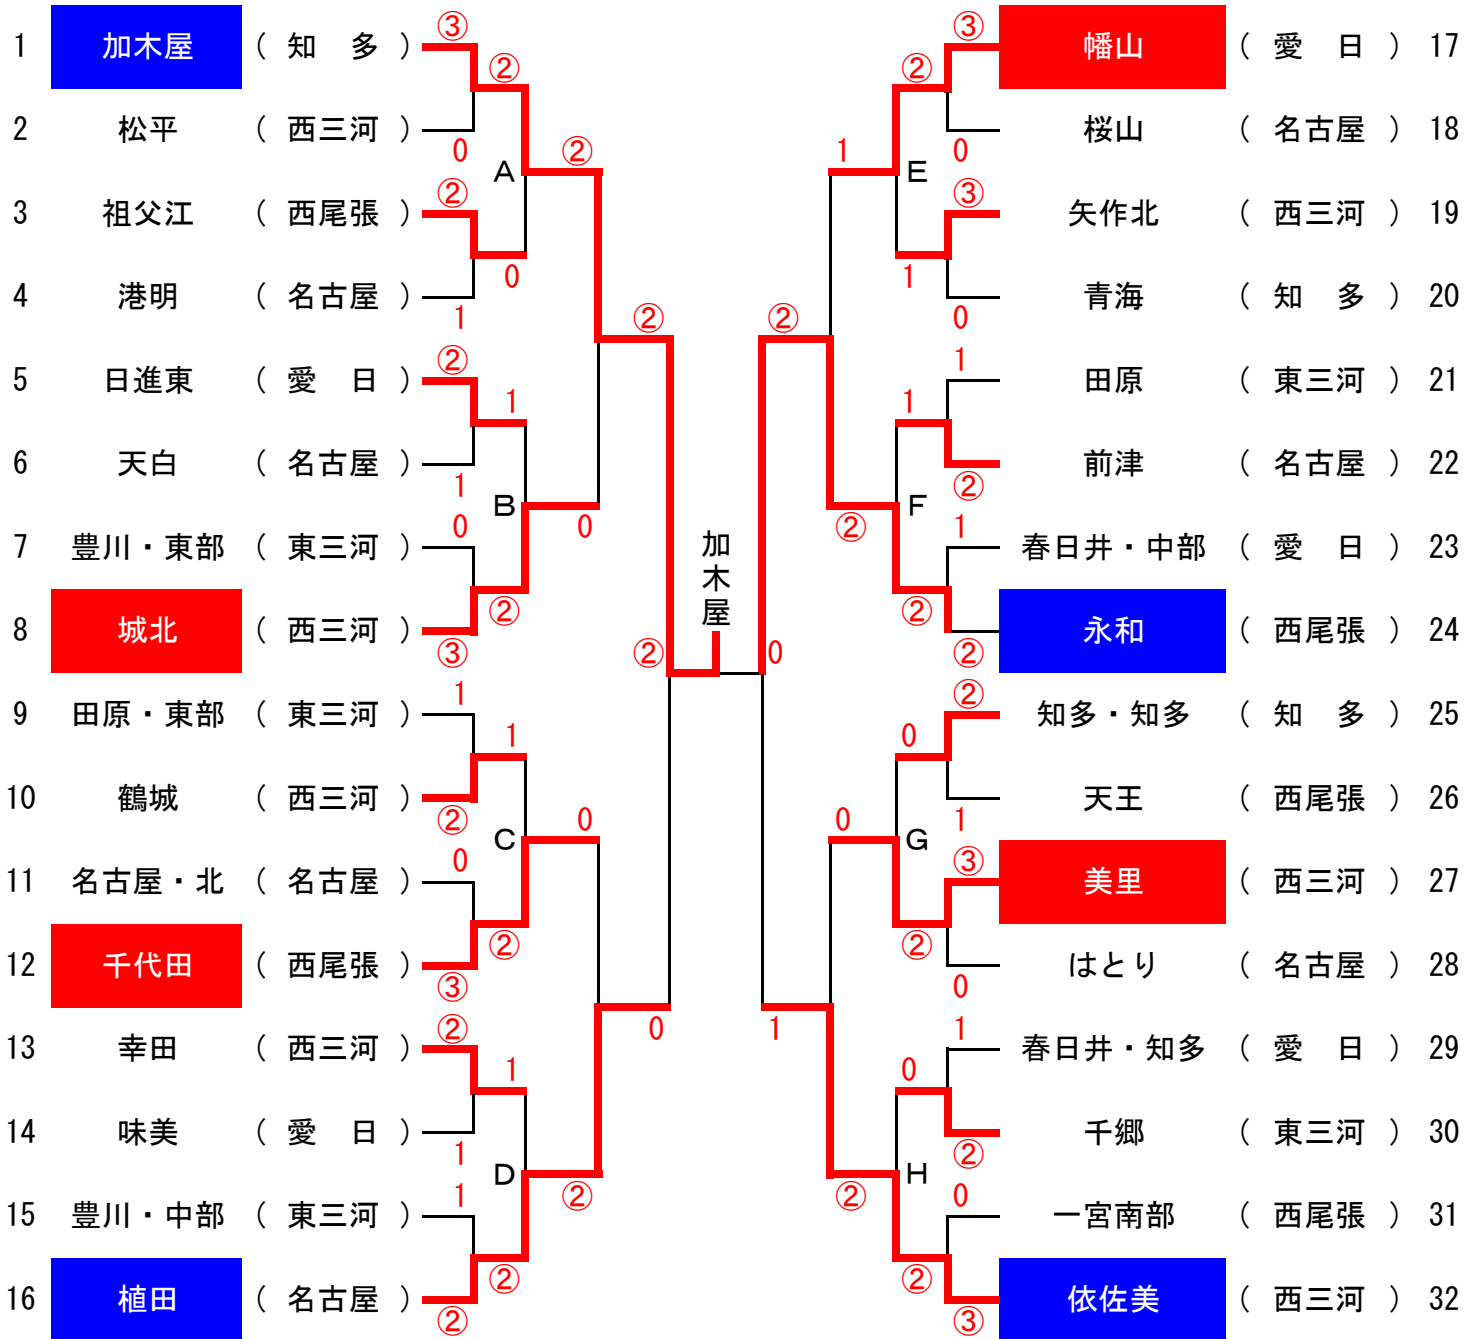 1 加木屋 ( 知 多 ) ③
②
2 松平 ( 西三河 ) 0
A ②
3 祖父江 ( 西尾張 ) ②
0
4 港明 ( 名古屋 ) 1
②
5 日進東 ( 愛 日 ) ②
1
6 天白 ( 名古屋 ) 1
B 0
7 豊川・東部 ( 東三河 ) 0
②
8 城北 ( 西三河 ) ③
②
9 田原・東部 ( 東三河 ) 1
1
10 鶴城 ( 西三河 ) ②
C 0
11 名古屋・北 ( 名古屋 ) 0
②
12 千代田 ( 西尾張 ) ③
0
13 幸田 ( 西三河 ) ②
1
14 味美 ( 愛 日 ) 1
D ②
15 豊川・中部 ( 東三河 ) 1
②
16 植田 ( 名古屋 ) ②
加木屋
③ 幡山 ( 愛 日 ) 17
②
0 桜山 ( 名古屋 ) 18
1 E
③ 矢作北 ( 西三河 ) 19
1
0 青海 ( 知 多 ) 20
②
1 田原 ( 東三河 ) 21
1
② 前津 ( 名古屋 ) 22
② F
1 春日井・中部 ( 愛 日 ) 23
②
② 永和 ( 西尾張 ) 24
0
② 知多・知多 ( 知 多 ) 25
0
1 天王 ( 西尾張 ) 26
0 G
③ 美里 ( 西三河 ) 27
②
0 はとり ( 名古屋 ) 28
1
1 春日井・知多 ( 愛 日 ) 29
0
② 千郷 ( 東三河 ) 30
② H
0 一宮南部 ( 西尾張 ) 31
②
③ 依佐美 ( 西三河 ) 32